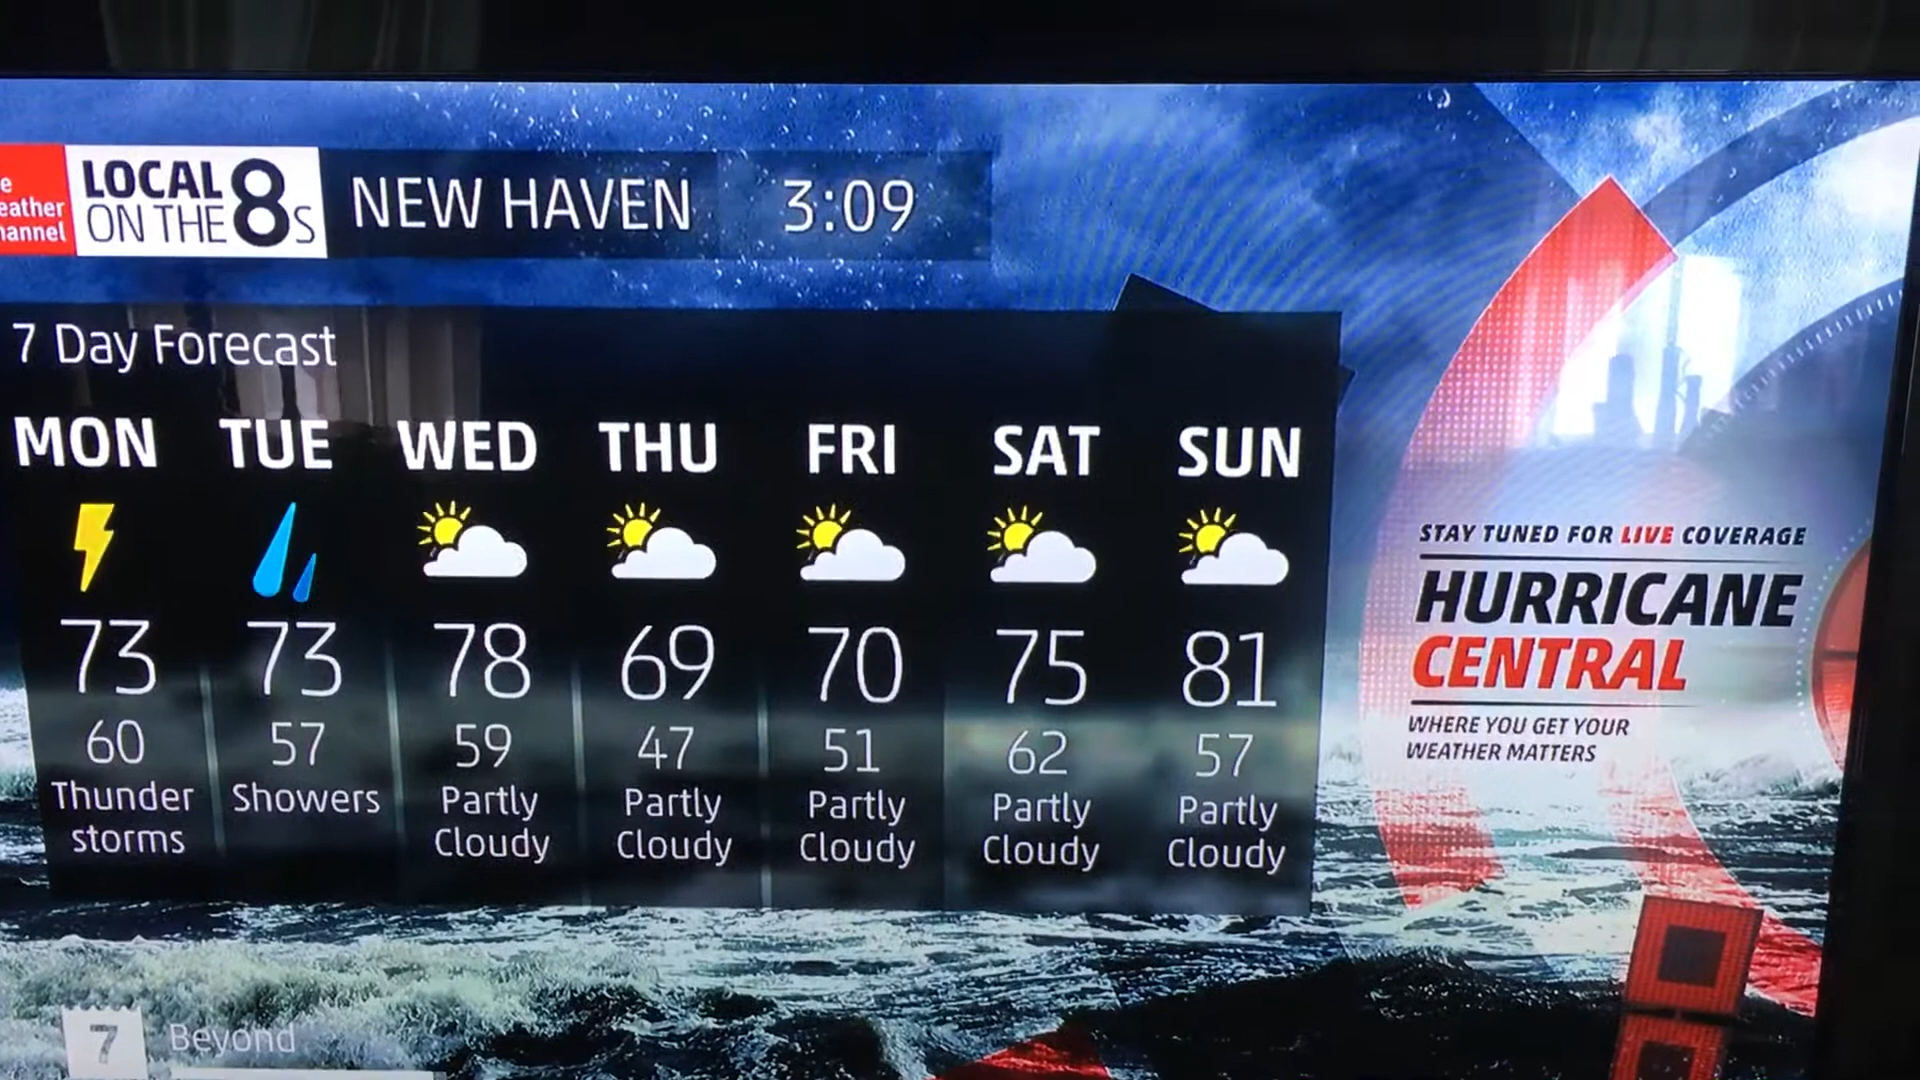 LOCAL
ON THE 8s
NEW HAVEN 3:09
7 Day Forecast
MON TUE WED THU FRI SAT SUN
73 73 78 69 70 75 81
60 57 59 47 51 62 57
Thunder Showers Partly Partly Partly Partly Partly
storms Cloudy Cloudy Cloudy Cloudy Cloudy
STAY TUNED FOR LIVE COVERAGE
HURRICANE
CENTRAL
WHERE YOU GET YOUR
WEATHER MATTERS
7 Beyond